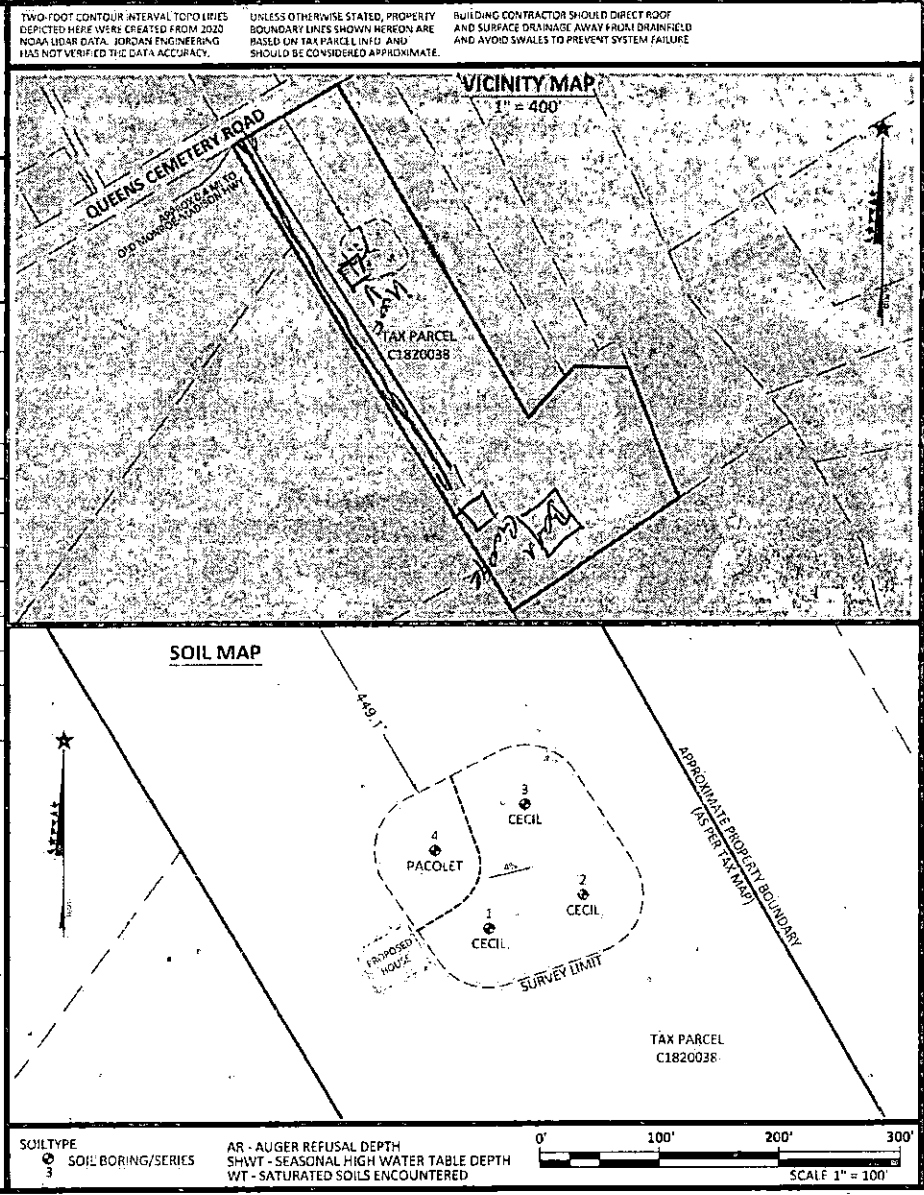 TWO-FOOT CONTOUR INTERVAL TOPO LINES
DEPICTED HERE WERE CREATED FROM 2020
NOAA LIDAR DATA. JORDAN ENGINEERING
HAS NOT VERIFIED THE DATA ACCURACY.
UNLESS OTHERWISE STATED, PROPERTY
BOUNDARY LINES SHOWN HEREON ARE
BASED ON TAX PARCEL INFO AND
SHOULD BE CONSIDERED APPROXIMATE.
BUILDING CONTRACTOR SHOULD DIRECT ROOF
AND SURFACE DRAINAGE AWAY FROM DRAINFIELD
AND AVOID SWALES TO PREVENT SYSTEM FAILURE
VICINITY MAP
1" = 400'
QUEENS CEMETERY ROAD
OLD MONROE MADISON HWY
TAX PARCEL
C1820038
SOIL MAP
449.1'
3
CECIL
4
PACOLET
4%
2
CECIL
1
CECIL
PROPOSED
HOUSE
SURVEY LIMIT
APPROXIMATE PROPERTY BOUNDARY
(AS PER TAX MAP)
TAX PARCEL
C1820038
SOILTYPE
3
SOIL BORING/SERIES
AR - AUGER REFUSAL DEPTH
SHWT - SEASONAL HIGH WATER TABLE DEPTH
WT - SATURATED SOILS ENCOUNTERED
0' 100' 200' 300'
SCALE 1" = 100'